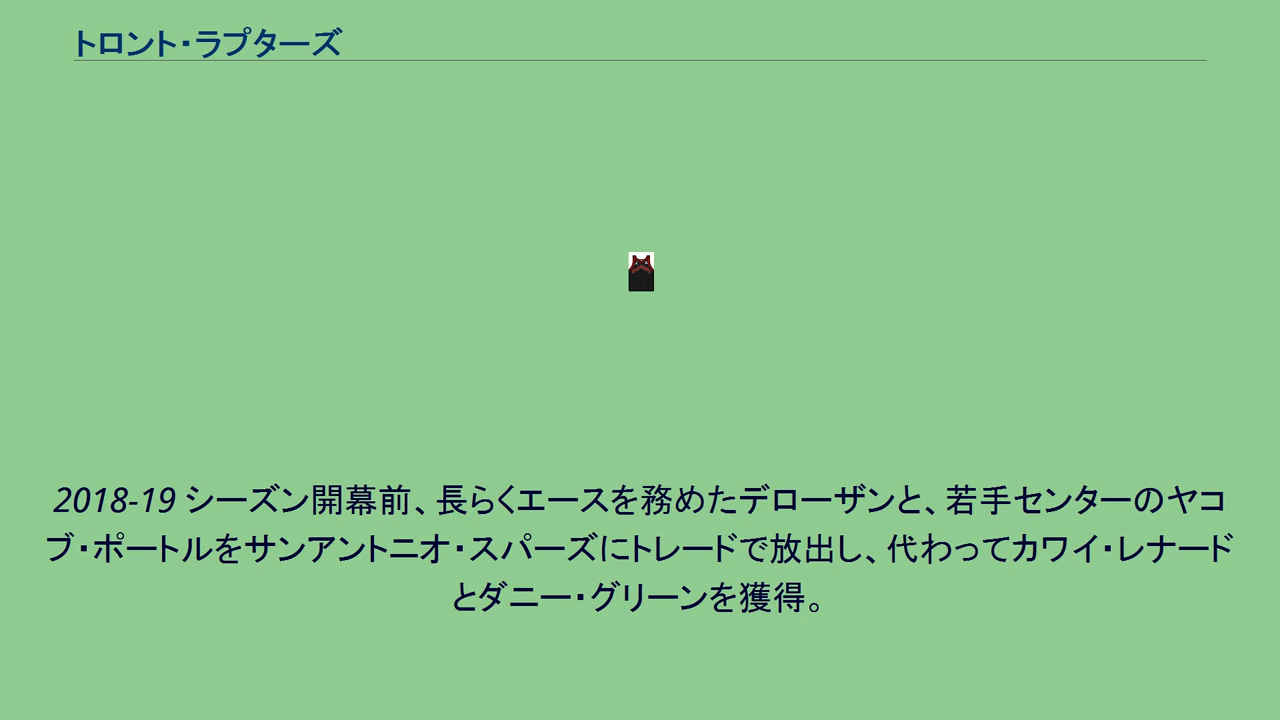 トロント・ラプターズ
2018-19 シーズン開幕前、長らくエースを務めたデローザンと、若手センターのヤコ
ブ・ポートルをサンアントニオ・スパーズにトレードで放出し、代わってカワイ・レナード
とダニー・グリーンを獲得。